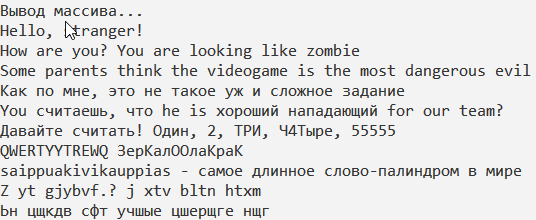 Вывод массива...
Hello, stranger!
How are you? You are looking like zombie
Some parents think the videogame is the most dangerous evil
Как по мне, это не такое уж и сложное задание
You считаешь, что he is хороший нападающий for our team?
Давайте считать! Один, 2, ТРИ, Ч4Тыре, 55555
QWERTYYTREWQ ЗерКалООлаКраК
saippuakivikauppias - самое длинное слово-палиндром в мире
Z yt gjybvf.? j xtv bltn htxm
Ьн цщкдв сфт учшые цшерщге нщг